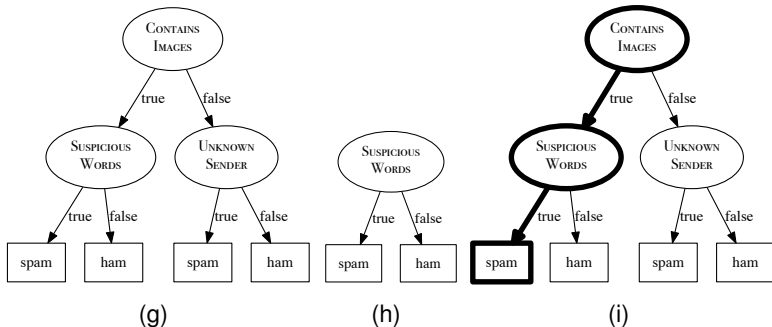 CONTAINS
IMAGES
true
false
SUSPICIOUS
WORDS
UNKNOWN
SENDER
true
false
true
false
spam
ham
spam
ham
(g)
SUSPICIOUS
WORDS
true
false
spam
ham
(h)
CONTAINS
IMAGES
true
false
SUSPICIOUS
WORDS
UNKNOWN
SENDER
true
false
true
false
spam
ham
spam
ham
(i)